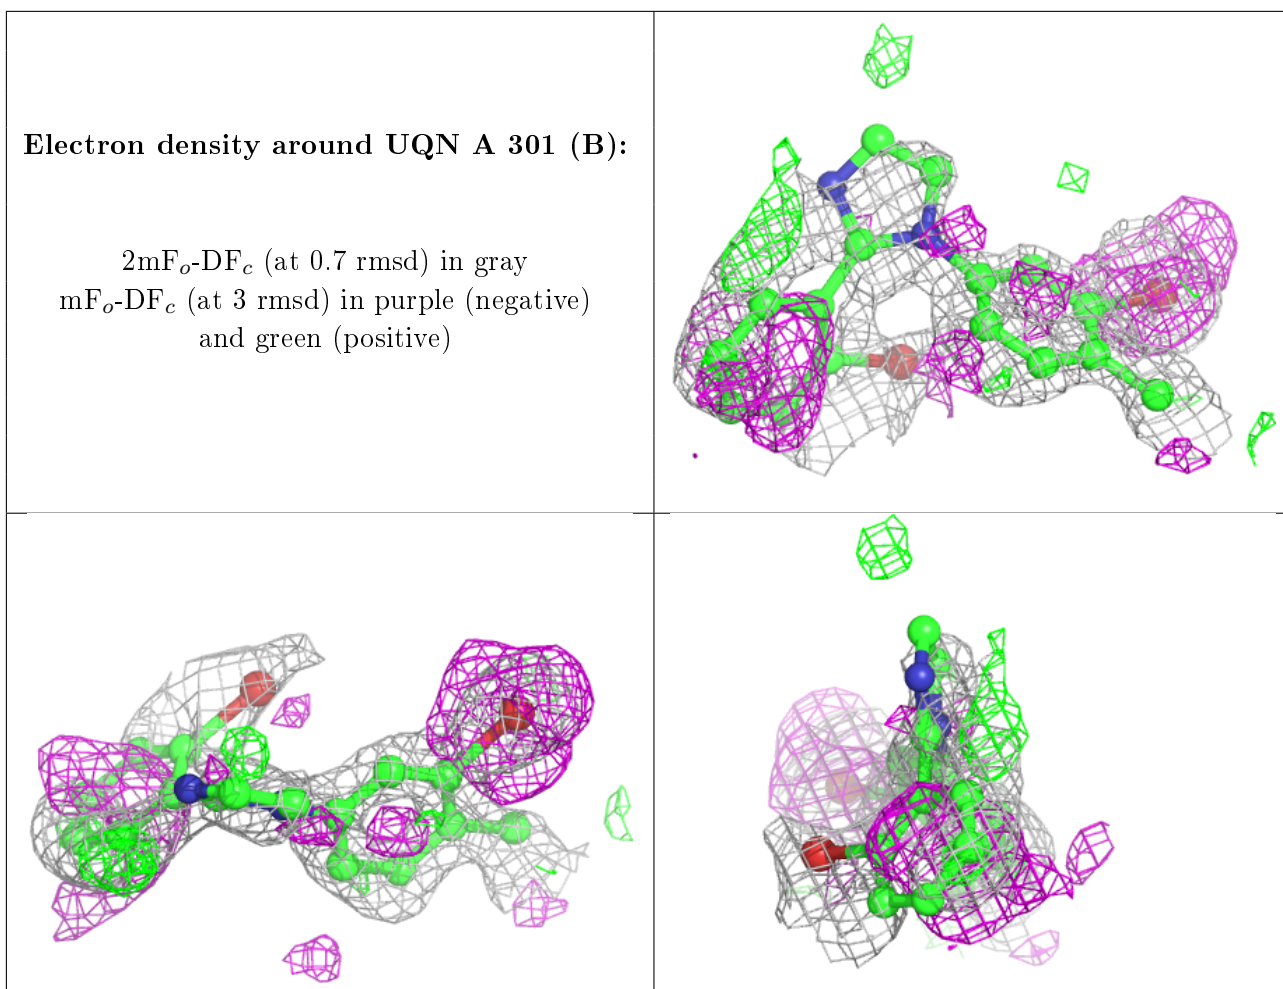 Electron density around UQN A 301 (B):
2mFo-DFc (at 0.7 rmsd) in gray
mFo-DFc (at 3 rmsd) in purple (negative)
and green (positive)